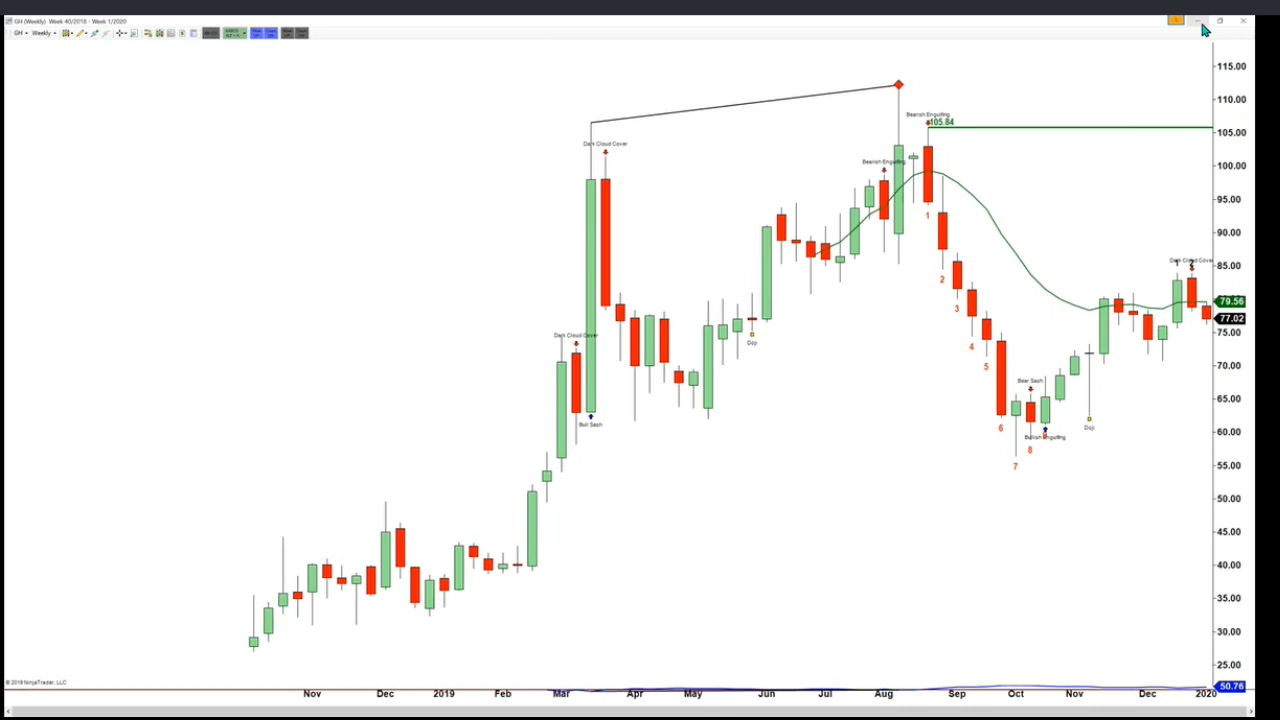 GH (Weekly) Week 40/2018 - Week 1/2020
GH Weekly
115.00
110.00
105.00
100.00
95.00
90.00
85.00
79.56
77.02
75.00
70.00
65.00
60.00
55.00
50.00
45.00
40.00
35.00
30.00
25.00
50.76
Bearish Engulfing
105.84
Dark Cloud Cover
Bearish Engulfing
1
2
3
4
5
6
7
8
Dark Cloud Cover
1 2
Dark Cloud Cover
Doji
Bear Sash
Bull Sash
Doji
Bullish Engulfing
© 2019 NinjaTrader, LLC
Nov Dec 2019 Feb Mar Apr May Jun Jul Aug Sep Oct Nov Dec 2020